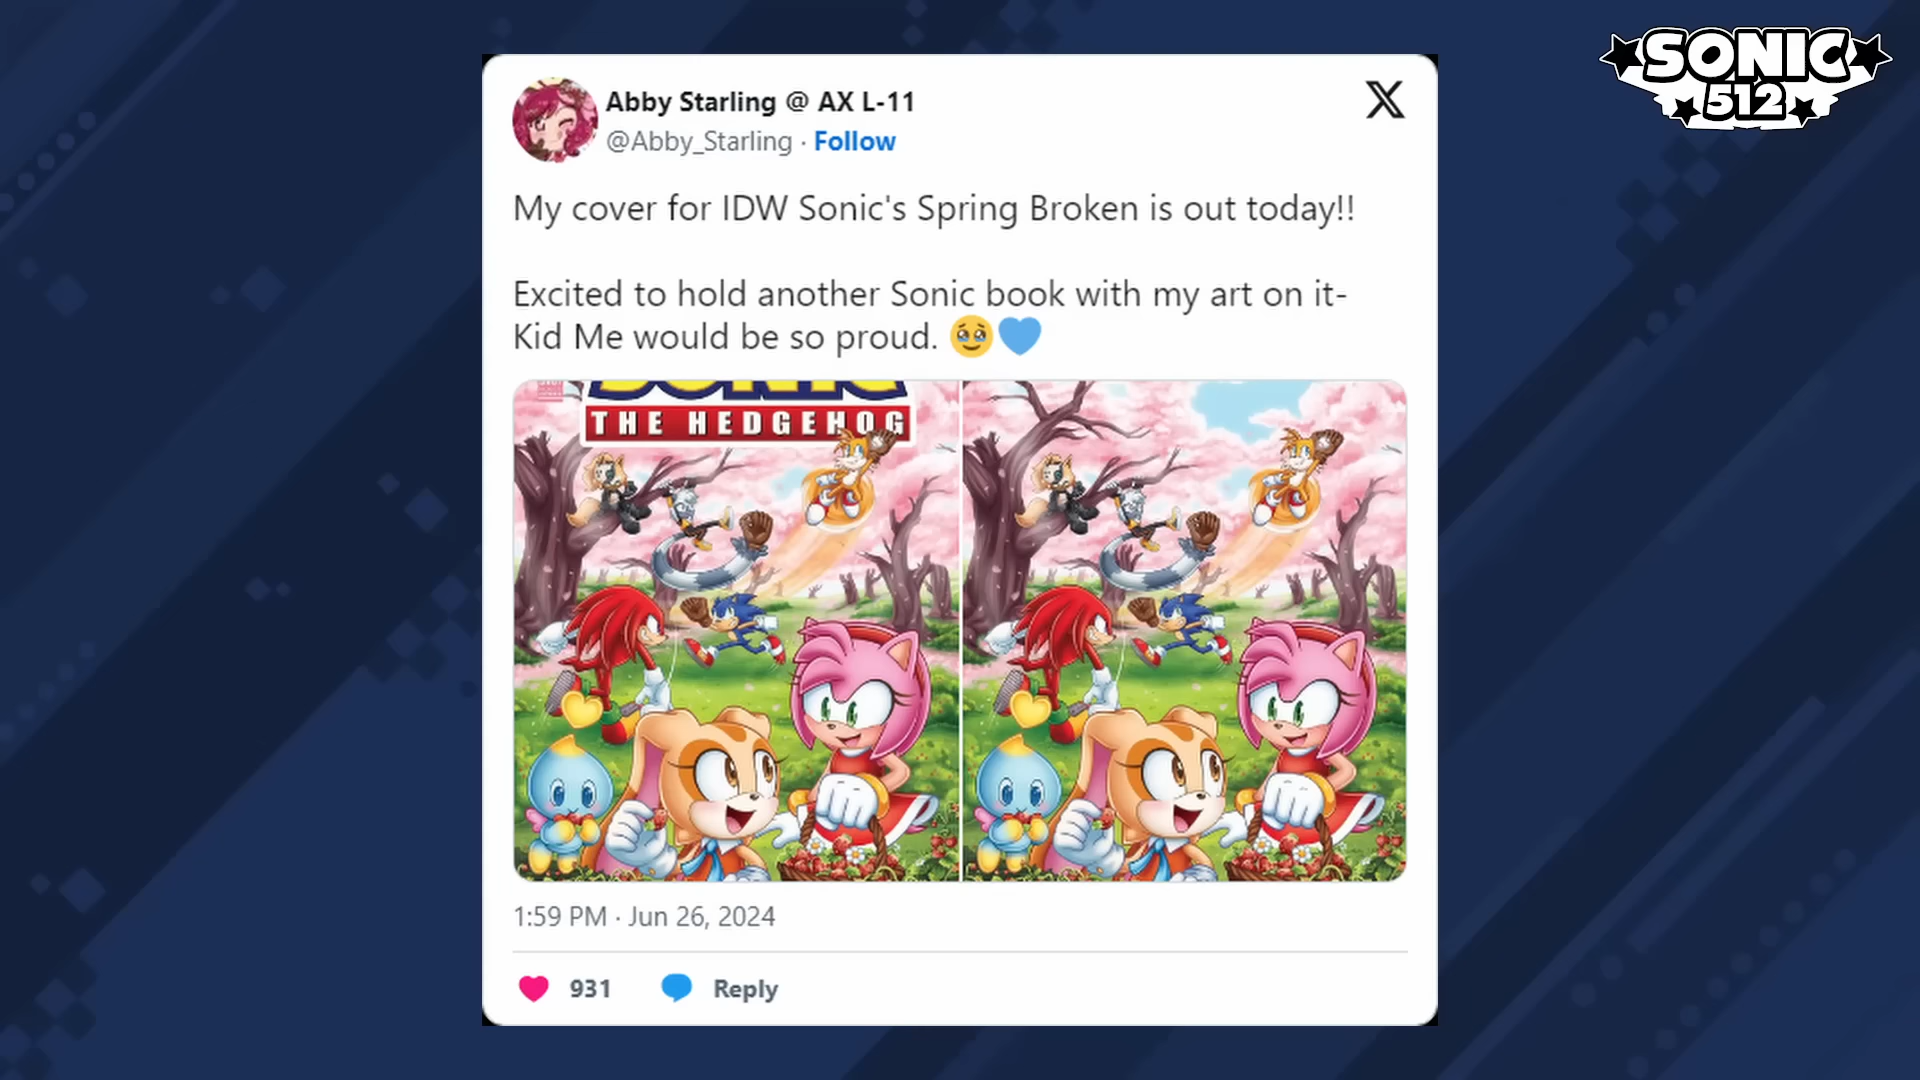 SONIC
512
Abby Starling @ AX L-11
@Abby_Starling · Follow
My cover for IDW Sonic's Spring Broken is out today!!
Excited to hold another Sonic book with my art on it-
Kid Me would be so proud. 🥹💙
SONIC
THE HEDGEHOG
1:59 PM · Jun 26, 2024
931
Reply